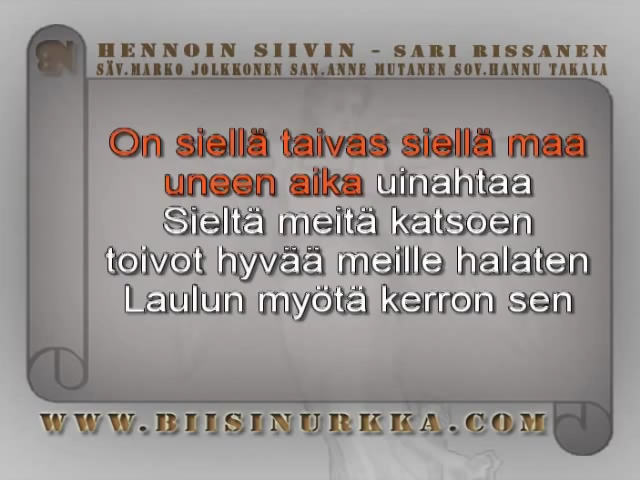 HENNOIN SIIVIN - SARI RISSANEN
SÄV.MARKO JOLKKONEN SAN.ANNE MUTANEN SOV.HANNU TAKALA
On siellä taivas siellä maa
uneen aika uinahtaa
Sieltä meitä katsoen
toivot hyvää meille halaten
Laulun myötä kerron sen
WWW.BIISINURKKA.COM